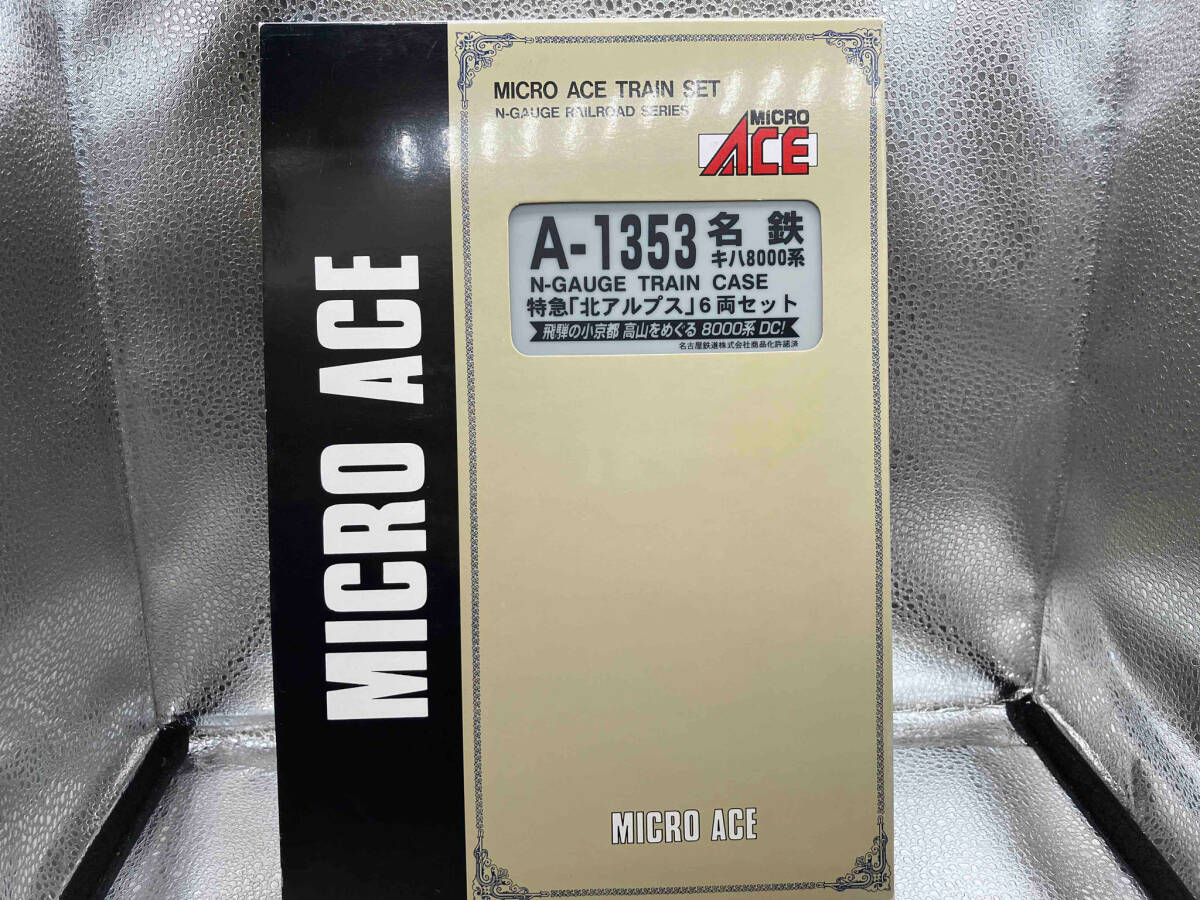 MICRO ACE
MICRO ACE TRAIN SET
N-GAUGE RAILROAD SERIES
MICRO
ACE
A-1353 名鉄
キハ8000系
N-GAUGE TRAIN CASE
特急「北アルプス」6両セット
飛騨の小京都 高山をめぐる 8000系 DC!
名古屋鉄道株式会社商品化許諾済
MICRO ACE